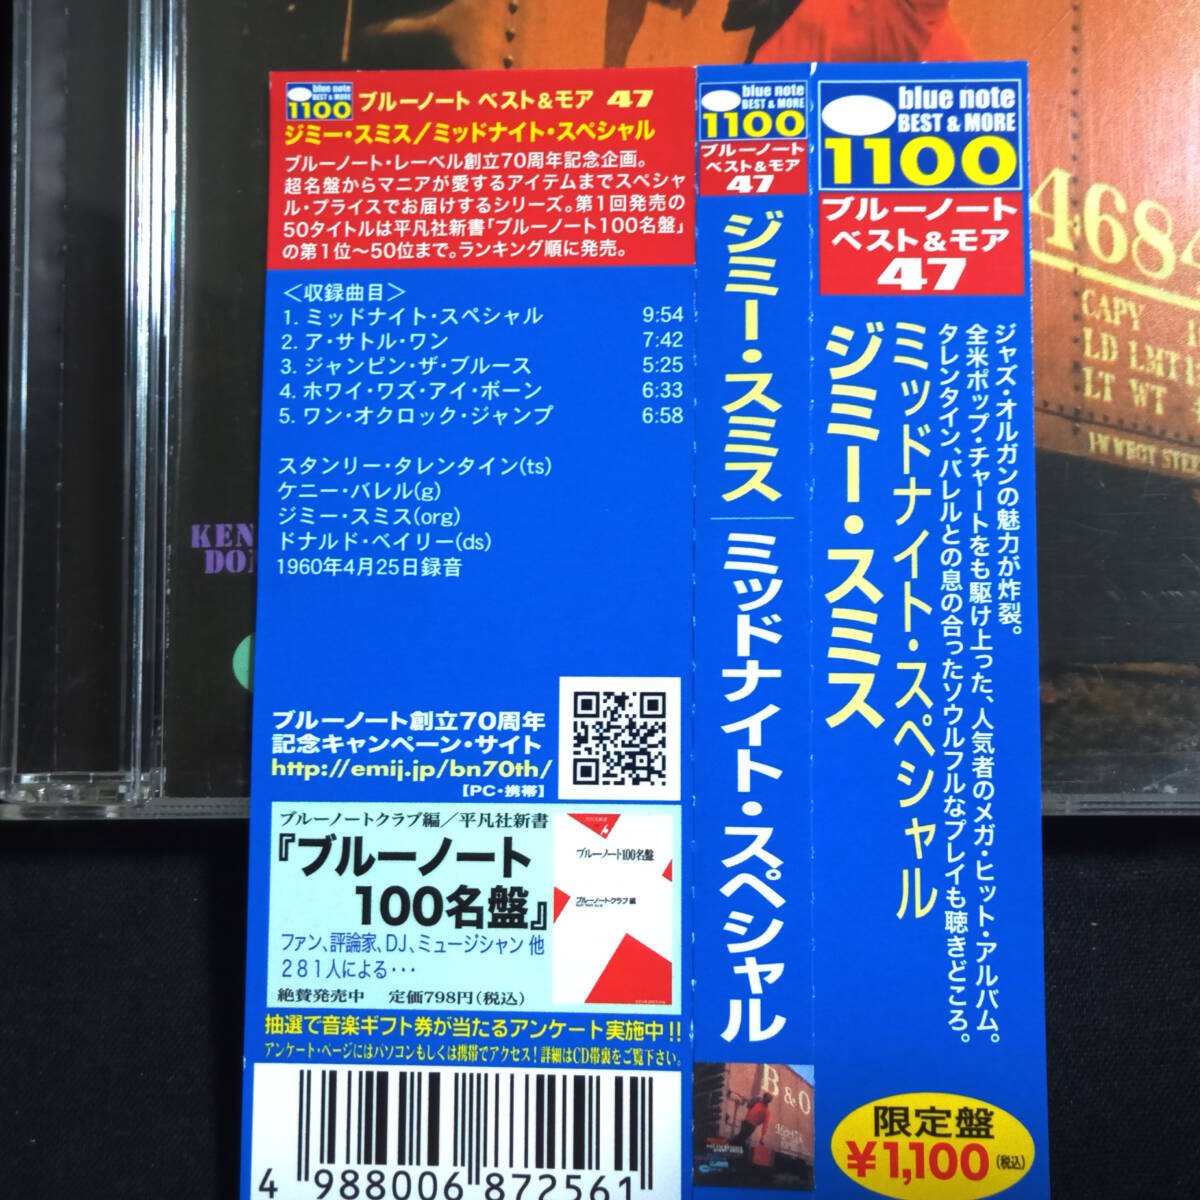 blue note
BEST & MORE
1100
ブルーノート ベスト&モア 47
ジミー・スミス/ミッドナイト・スペシャル
ブルーノート・レーベル創立70周年記念企画。
超名盤からマニアが愛するアイテムまでスペシャ
ル・プライスでお届けするシリーズ。第1回発売の
50タイトルは平凡社新書「ブルーノート100名盤」
の第1位〜50位まで。ランキング順に発売。
<収録曲目>
1. ミッドナイト・スペシャル 9:54
2. ア・サトル・ワン 7:42
3. ジャンピン・ザ・ブルース 5:25
4. ホワイ・ワズ・アイ・ボーン 6:33
5. ワン・オクロック・ジャンプ 6:58
スタンリー・タレンタイン(ts)
ケニー・バレル(g)
ジミー・スミス(org)
ドナルド・ベイリー(ds)
1960年4月25日録音
ブルーノート創立70周年
記念キャンペーン・サイト
http://emij.jp/bn70th/
【PC・携帯】
ブルーノートクラブ編/平凡社新書
『ブルーノート
100名盤』
ファン、評論家、DJ、ミュージシャン 他
281人による・・・
絶賛発売中 定価798円(税込)
ブルーノート100名盤
ブルーノートクラブ編
抽選で音楽ギフト券が当たるアンケート実施中!!
アンケート・ページにはパソコンもしくは携帯でアクセス!詳細はCD帯裏をご覧下さい。
4 988006 872561
blue note
BEST & MORE
1100
ブルーノート
ベスト&モア
47
ジミー・スミス ミッドナイト・スペシャル
B & O
blue note
BEST & MORE
1100
ブルーノート
ベスト&モア
47
ジャズ・オルガンの魅力が炸裂。
全米ポップ・チャートをも駆け上った、人気者のメガ・ヒット・アルバム。
タレンタイン、バレルとの息の合ったソウルフルなプレイも聴きどころ。
ミッドナイト・スペシャル
ジミー・スミス
限定盤
¥1,100(税込)
4684
CAPY
LD LMT
LT WT
KEN
DO